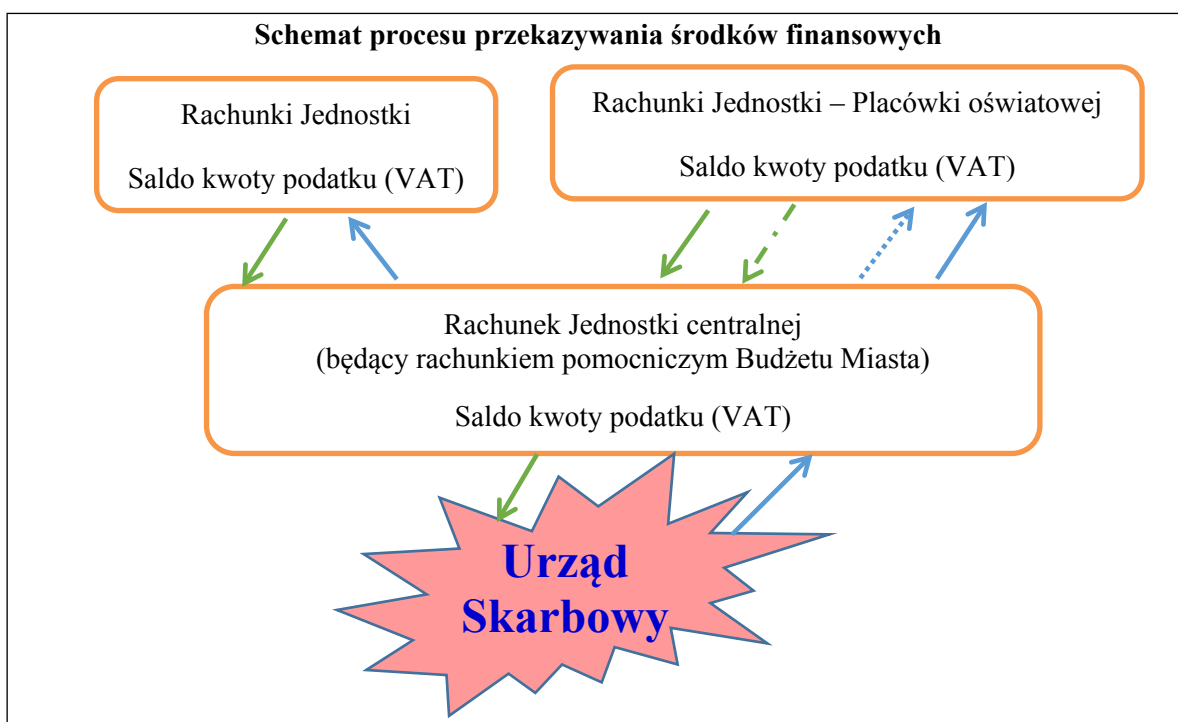 Schemat procesu przekazywania środków finansowych
Rachunki Jednostki
Saldo kwoty podatku (VAT)
Rachunki Jednostki – Placówki oświatowej
Saldo kwoty podatku (VAT)
Rachunek Jednostki centralnej
(będący rachunkiem pomocniczym Budżetu Miasta)
Saldo kwoty podatku (VAT)
Urząd
Skarbowy